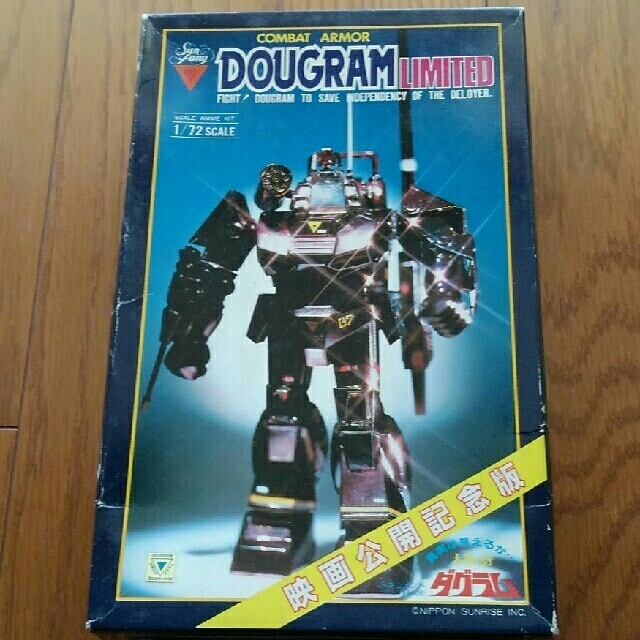 COMBAT ARMOR
Sun Fang
DOUGRAM LIMITED
FIGHT! DOUGRAM TO SAVE INDEPENDENCY OF THE DELOYER.
SCALE ANIME KIT
1/72 SCALE
映画公開記念版
ダグラム
©NIPPON SUNRISE INC.